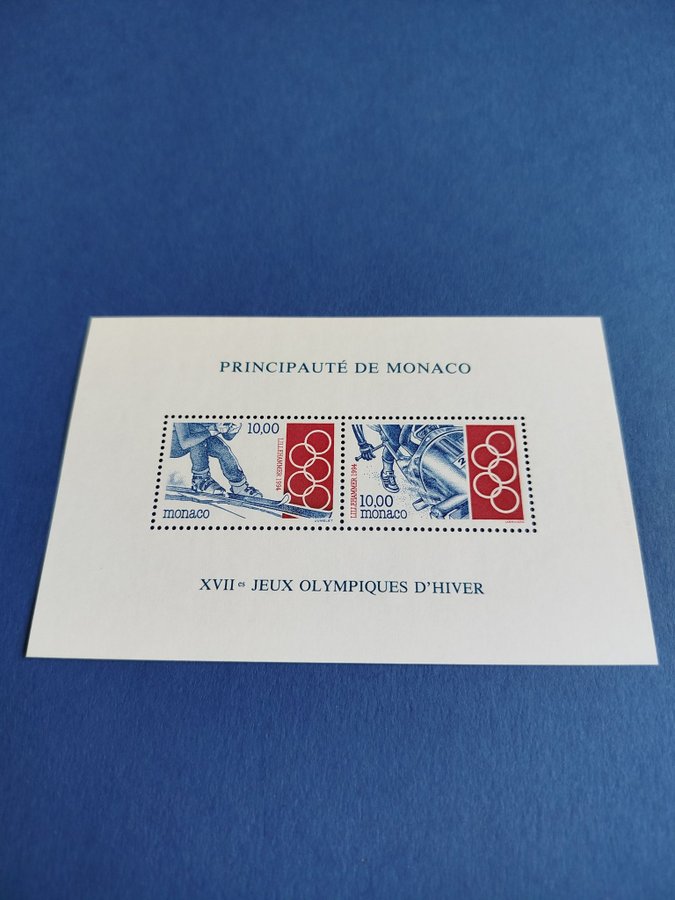 PRINCIPAUTÉ DE MONACO
10,00
LILLEHAMMER 1994
monaco
LILLEHAMMER 1994
10,00
monaco
XVIIes JEUX OLYMPIQUES D'HIVER